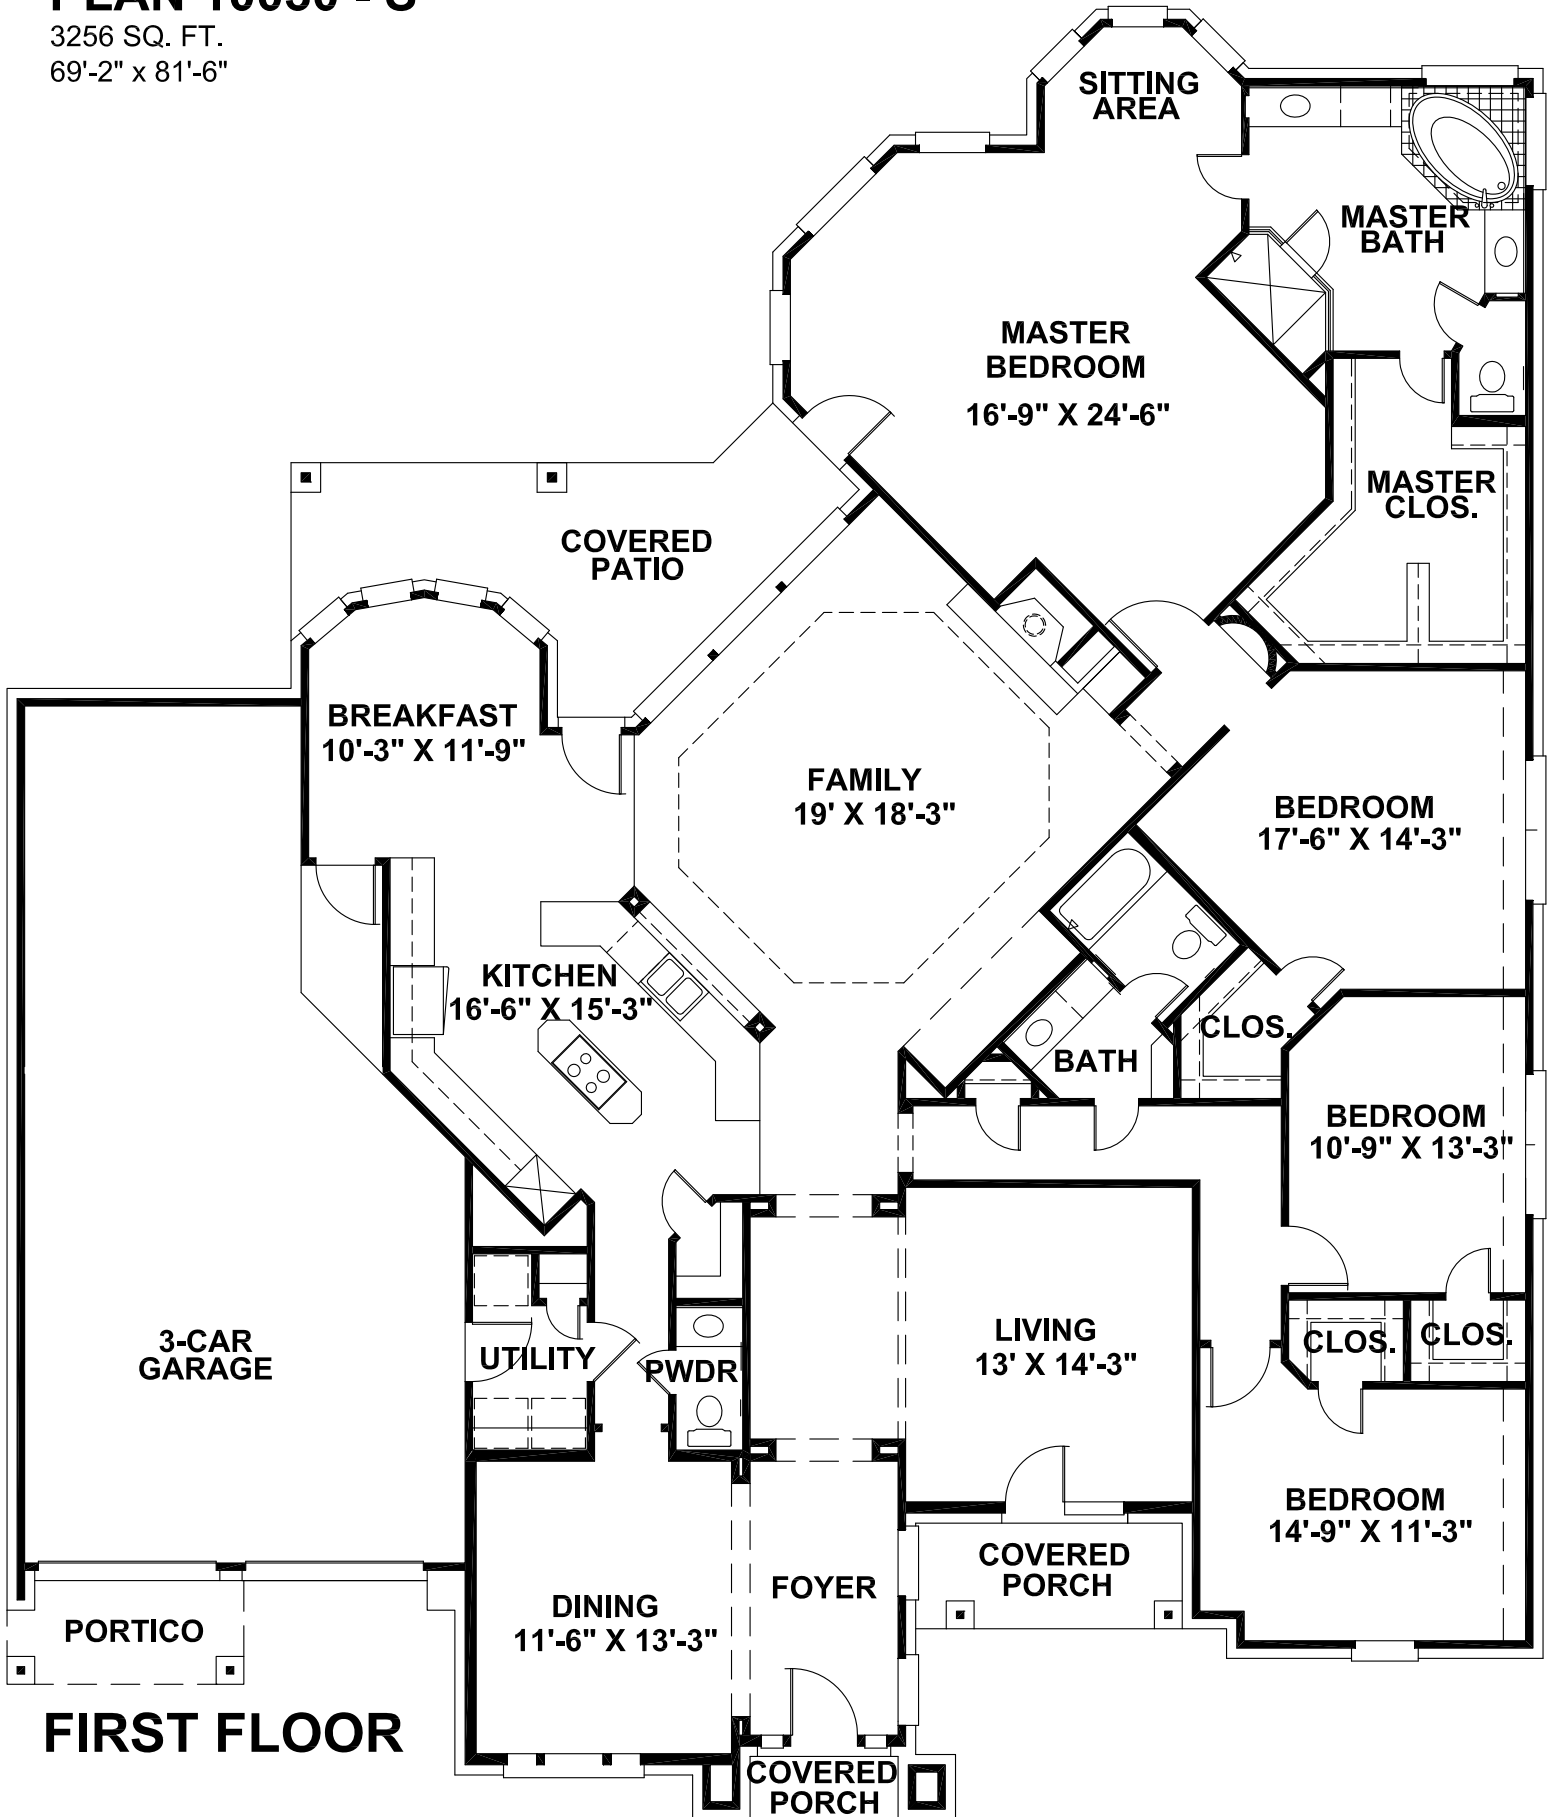 3256 SQ. FT.
69'-2" x 81'-6"
SITTING
AREA
MASTER
BATH
MASTER
BEDROOM
16'-9" X 24'-6"
MASTER
CLOS.
COVERED
PATIO
BREAKFAST
10'-3" X 11'-9"
FAMILY
19' X 18'-3"
BEDROOM
17'-6" X 14'-3"
KITCHEN
16'-6" X 15'-3"
CLOS.
BATH
BEDROOM
10'-9" X 13'-3"
3-CAR
GARAGE
UTILITY
PWDR
LIVING
13' X 14'-3"
CLOS.
CLOS.
BEDROOM
14'-9" X 11'-3"
COVERED
PORCH
FOYER
DINING
11'-6" X 13'-3"
PORTICO
FIRST FLOOR
COVERED
PORCH